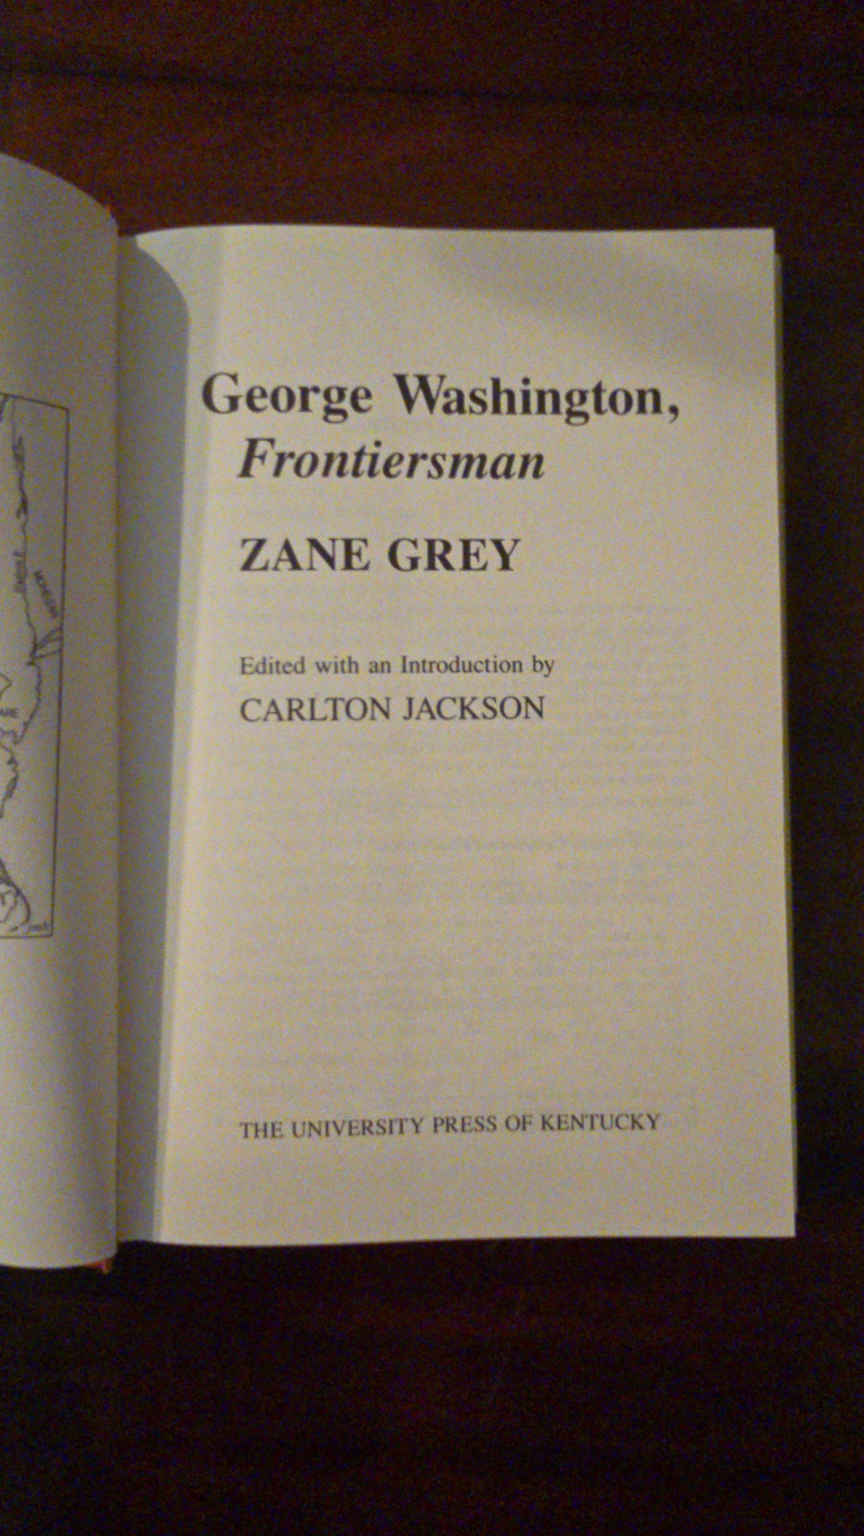 George Washington,
Frontiersman
ZANE GREY
Edited with an Introduction by
CARLTON JACKSON
THE UNIVERSITY PRESS OF KENTUCKY